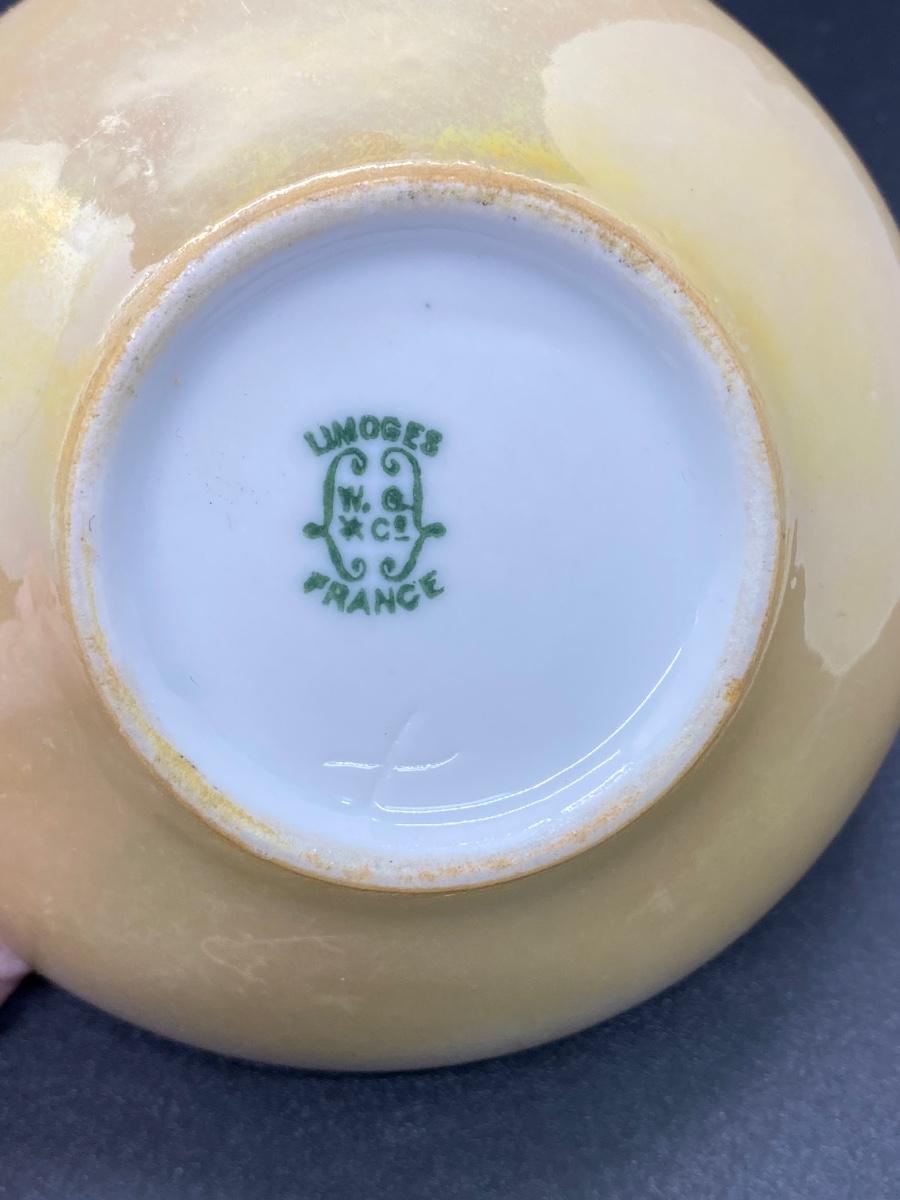 LIMOGES
W. G.
& Cº
FRANCE